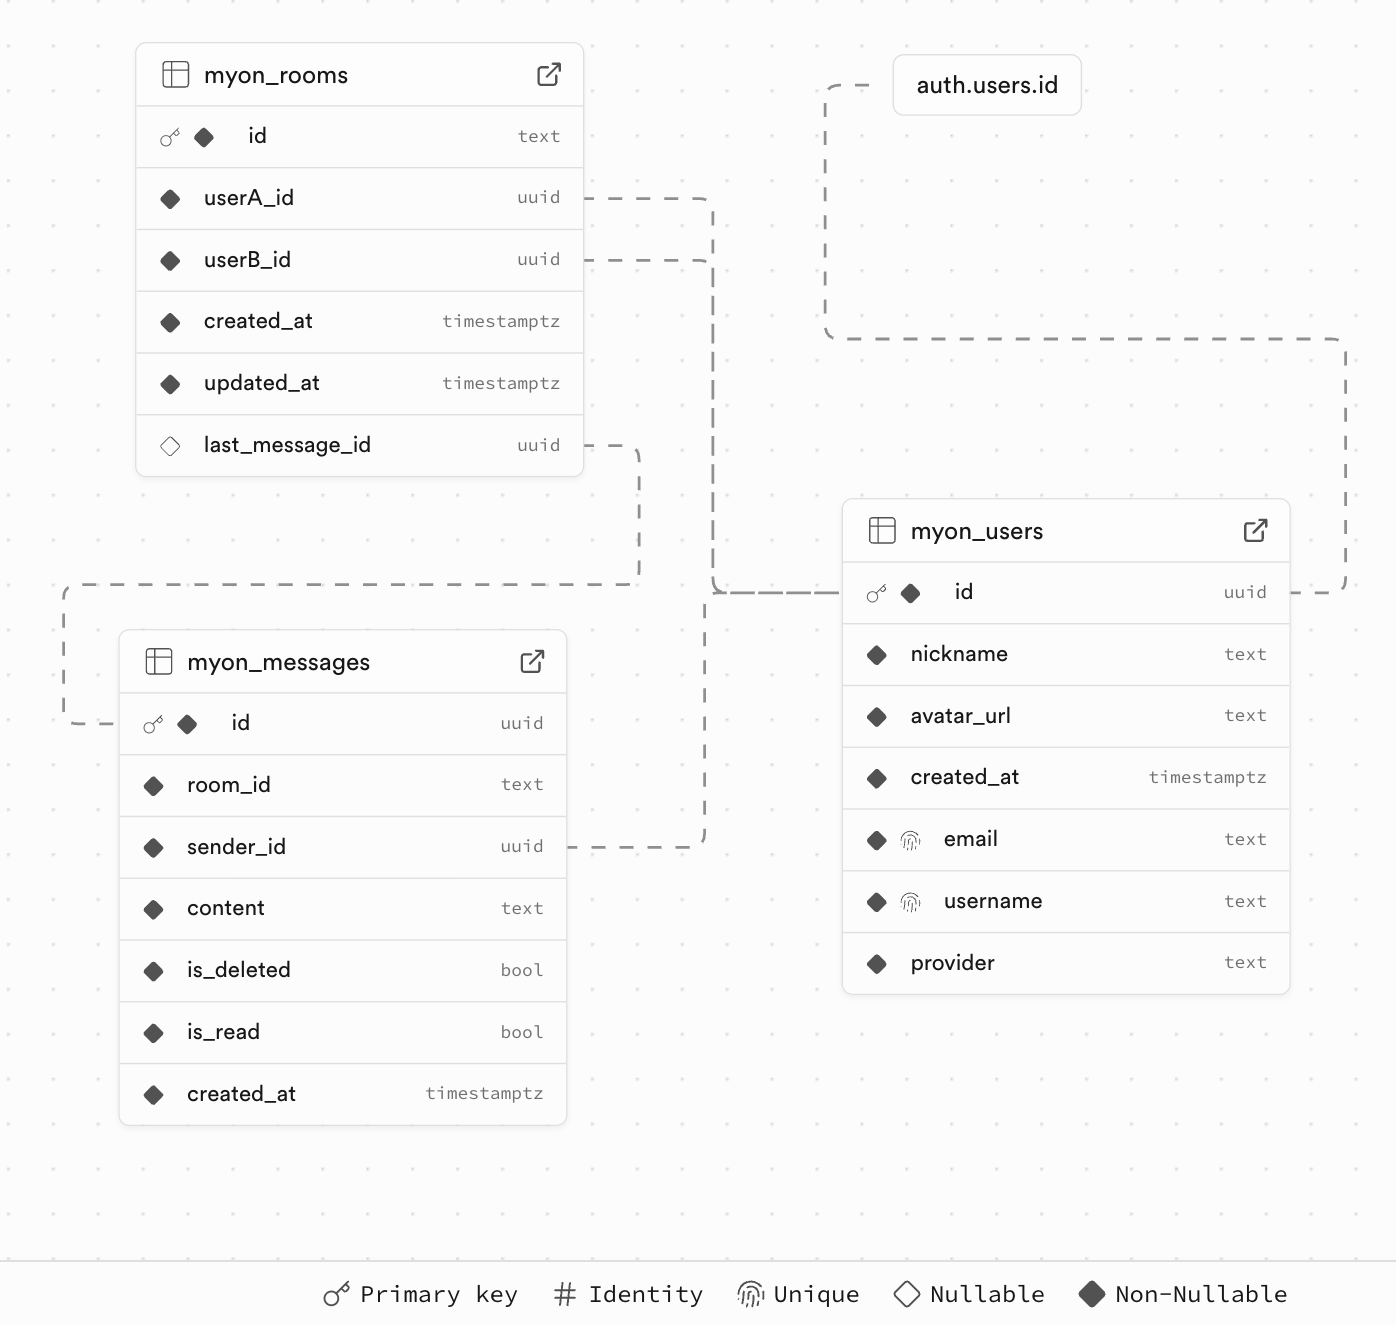 myon_rooms
id text
userA_id uuid
userB_id uuid
created_at timestamptz
updated_at timestamptz
last_message_id uuid
auth.users.id
myon_users
id uuid
nickname text
avatar_url text
created_at timestamptz
email text
username text
provider text
myon_messages
id uuid
room_id text
sender_id uuid
content text
is_deleted bool
is_read bool
created_at timestamptz
Primary key # Identity Unique Nullable Non-Nullable